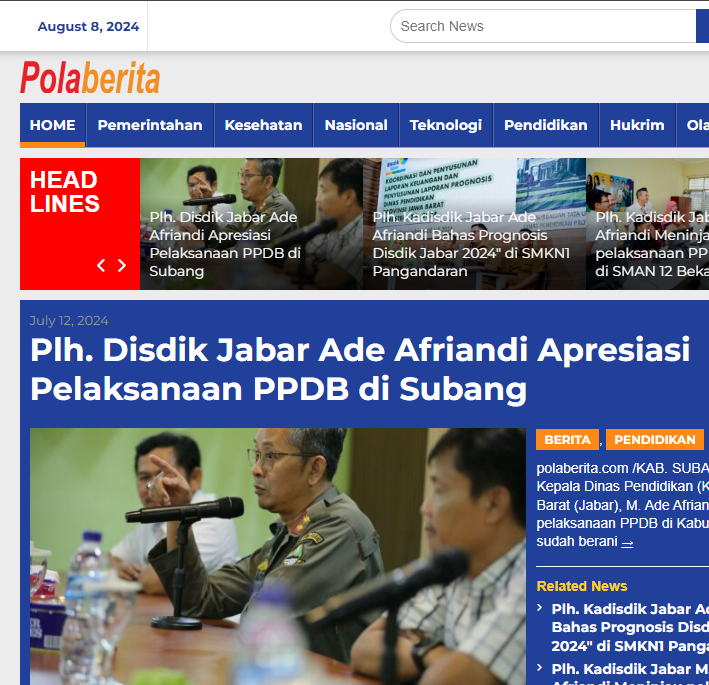 August 8, 2024
Search News
Polaberita
HOME
Pemerintahan
Kesehatan
Nasional
Teknologi
Pendidikan
Hukrim
Ola
HEAD
LINES
Plh. Disdik Jabar Ade
Afriandi Apresiasi
Pelaksanaan PPDB di
Subang
KOORDINASI DAN PENYUSUNAN
LAPORAN KEUANGAN DAN
PENYUSUNAN LAPORAN PROGNOSIS
DINAS PENDIDIKAN
PROVINSI JAWA BARAT
Plh. Kadisdik Jabar Ade
Afriandi Bahas Prognosis
Disdik Jabar 2024" di SMKN1
Pangandaran
Plh. Kadisdik Jab
Afriandi Meninja
pelaksanaan PP
di SMAN 12 Beka
July 12, 2024
Plh. Disdik Jabar Ade Afriandi Apresiasi
Pelaksanaan PPDB di Subang
BERITA, PENDIDIKAN
polaberita.com /KAB. SUBA
Kepala Dinas Pendidikan (K
Barat (Jabar), M. Ade Afrian
pelaksanaan PPDB di Kabu
sudah berani →
Related News
Plh. Kadisdik Jabar Ad
Bahas Prognosis Disd
2024" di SMKN1 Panga
Plh. Kadisdik Jabar M